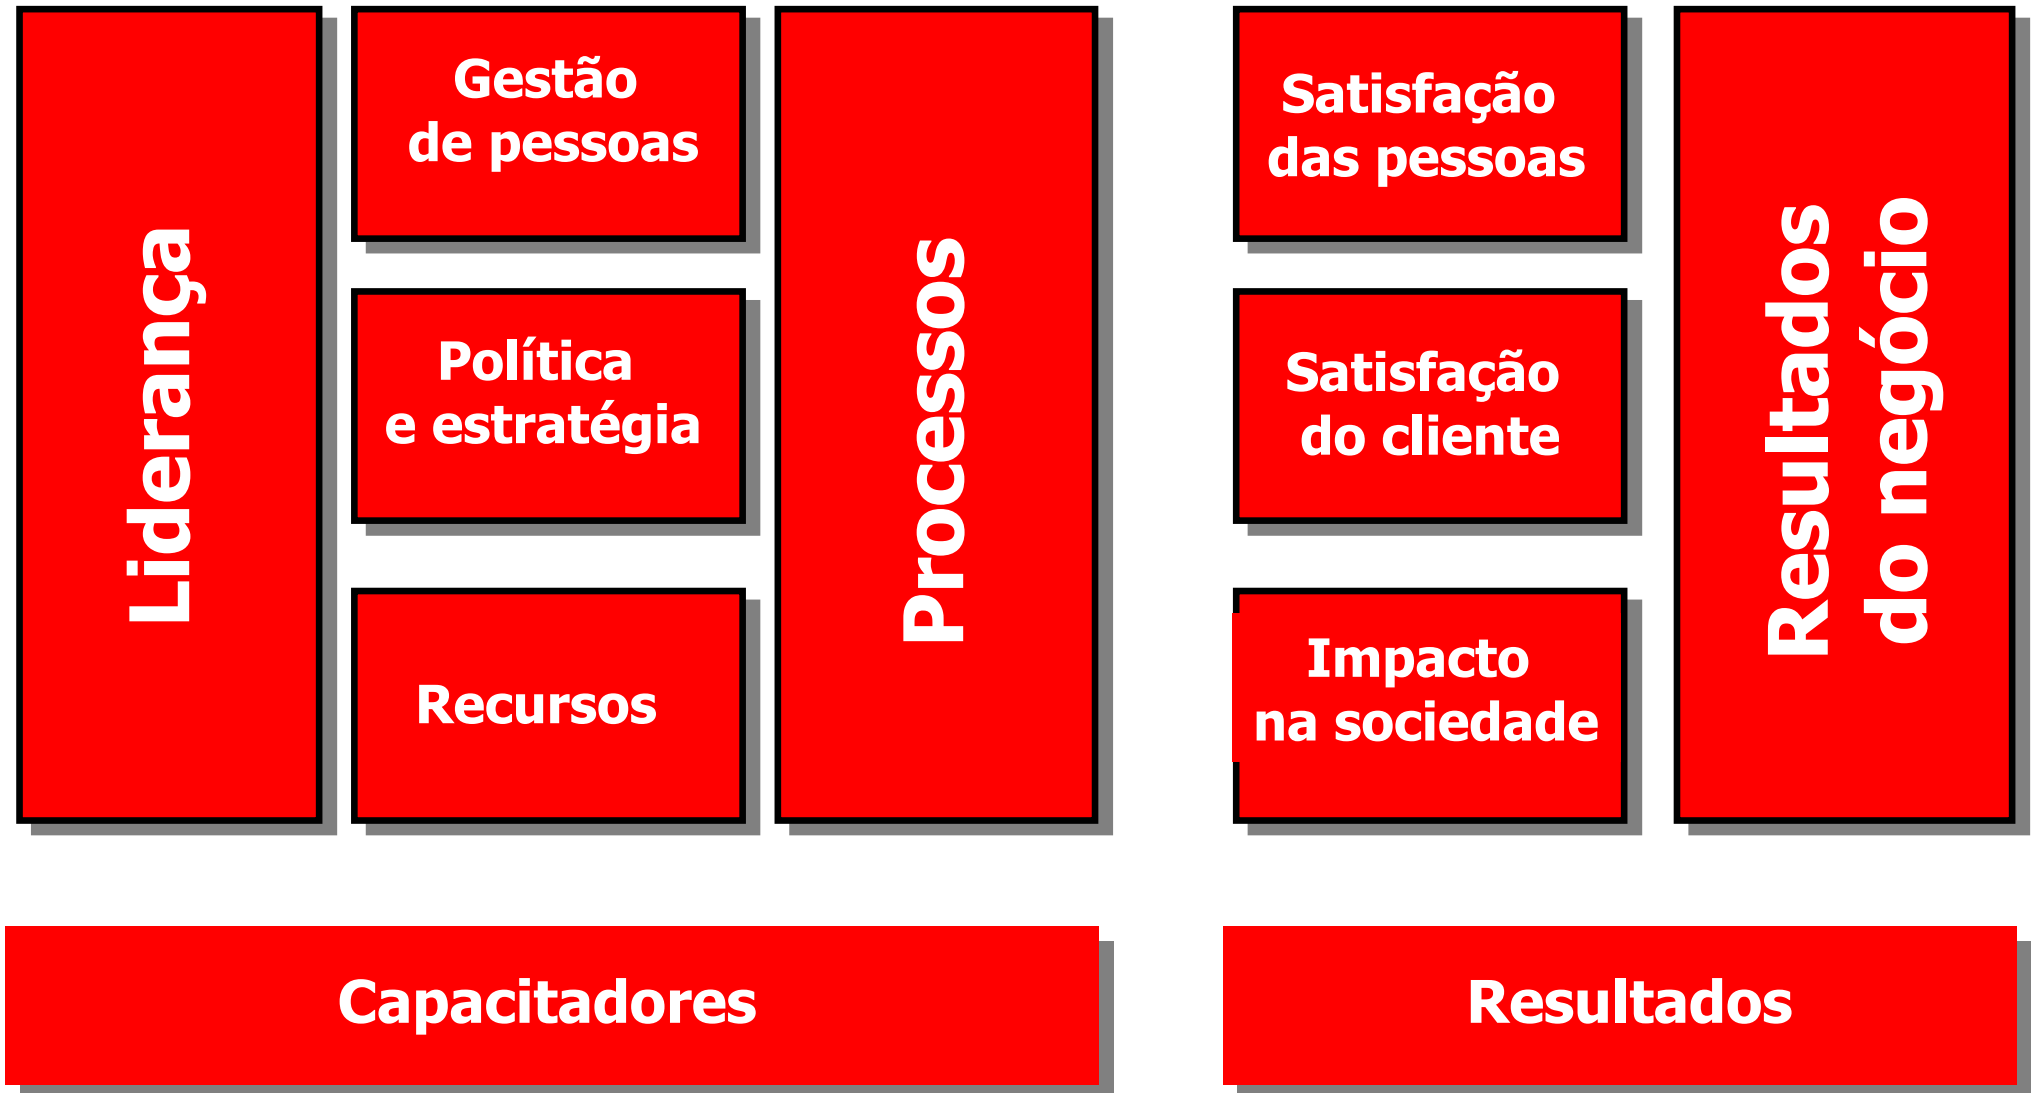 Liderança
Gestão
de pessoas
Política
e estratégia
Recursos
Processos
Satisfação
das pessoas
Satisfação
do cliente
Impacto
na sociedade
Resultados
do negócio
Capacitadores
Resultados